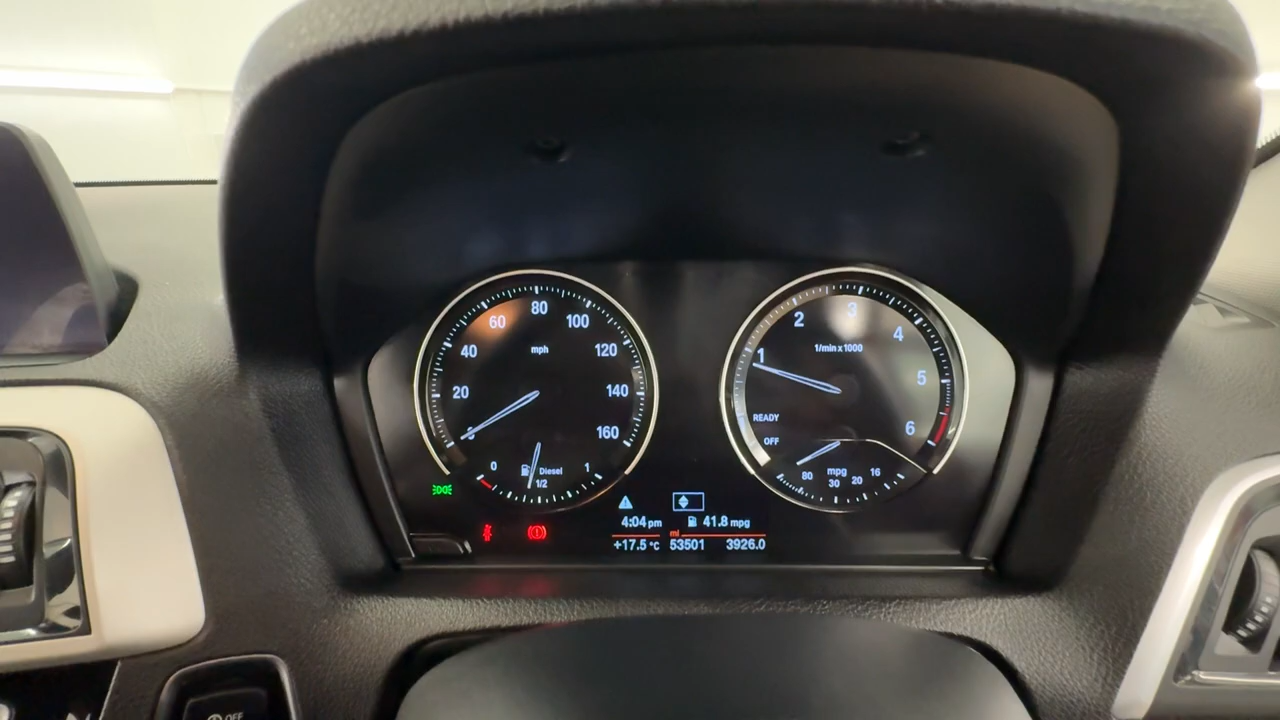 20
40
60
80
100
120
140
160
mph
0
1/2
1
Diesel
1
2
3
4
5
6
1/min x 1000
READY
OFF
80
30
20
16
mpg
4:04 pm
41.8 mpg
mi
+17.5 °C
53501
3926.0
OFF